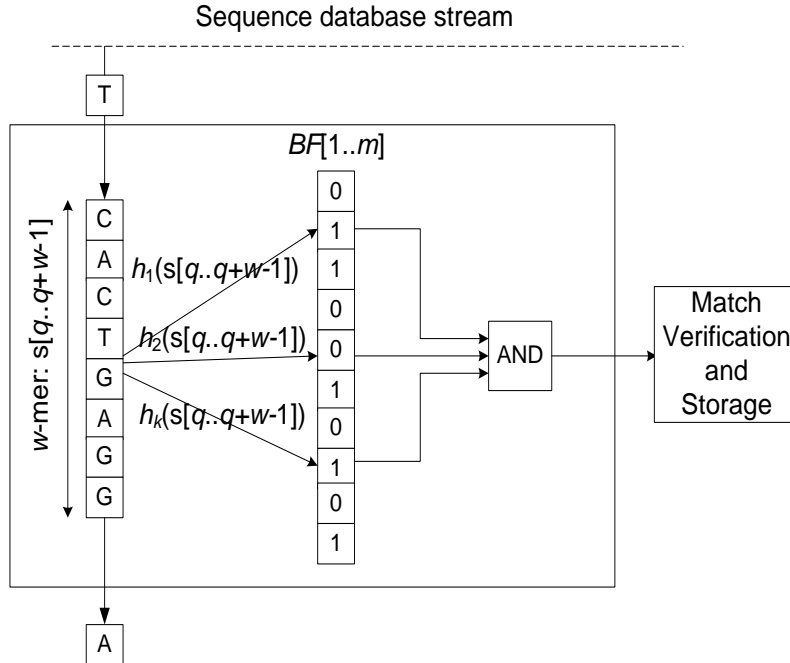 Sequence database stream
T
BF[1..m]
w-mer: s[q..q+w-1]
C
A
C
T
G
A
G
G
h1(s[q..q+w-1])
h2(s[q..q+w-1])
hk(s[q..q+w-1])
0
1
1
0
0
1
0
1
0
1
AND
Match
Verification
and
Storage
A